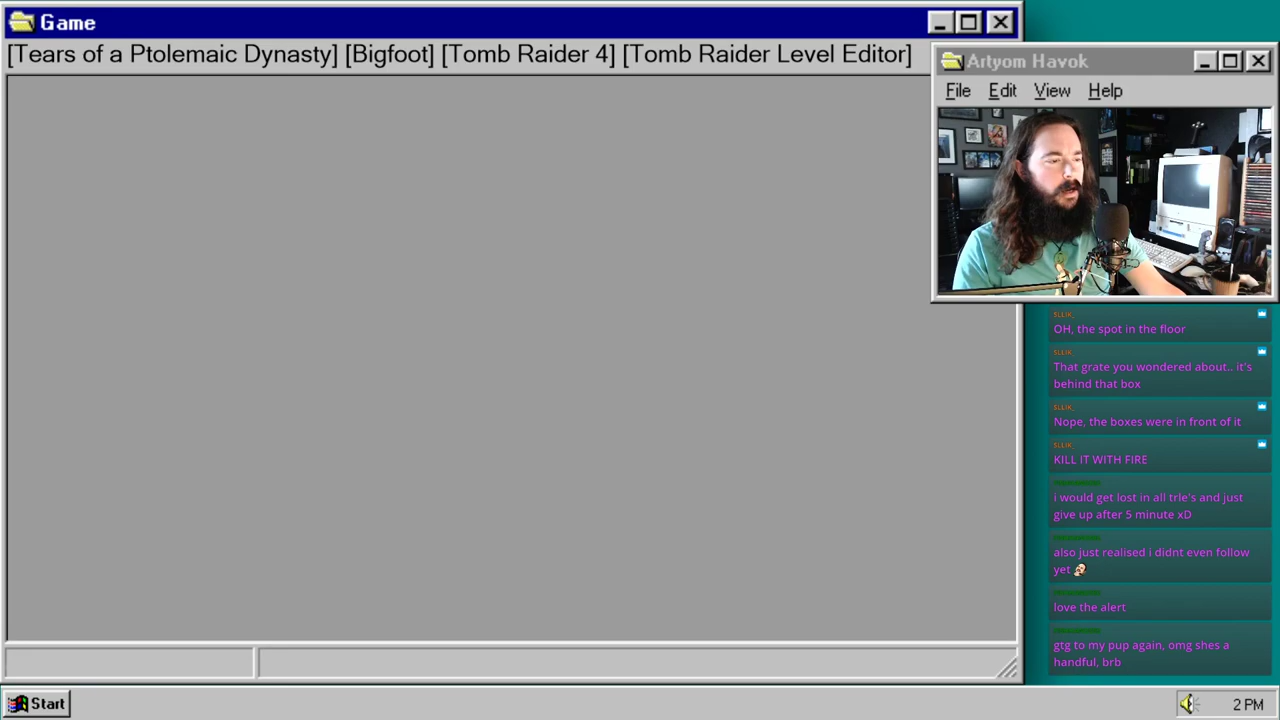 Game
[Tears of a Ptolemaic Dynasty] [Bigfoot] [Tomb Raider 4] [Tomb Raider Level Editor]
Artyom Havok
File Edit View Help
SLLIK_
OH, the spot in the floor
SLLIK_
That grate you wondered about.. it's
behind that box
SLLIK_
Nope, the boxes were in front of it
SLLIK_
KILL IT WITH FIRE
i would get lost in all trle's and just
give up after 5 minute xD
also just realised i didnt even follow
yet
love the alert
gtg to my pup again, omg shes a
handful, brb
Start
2 PM